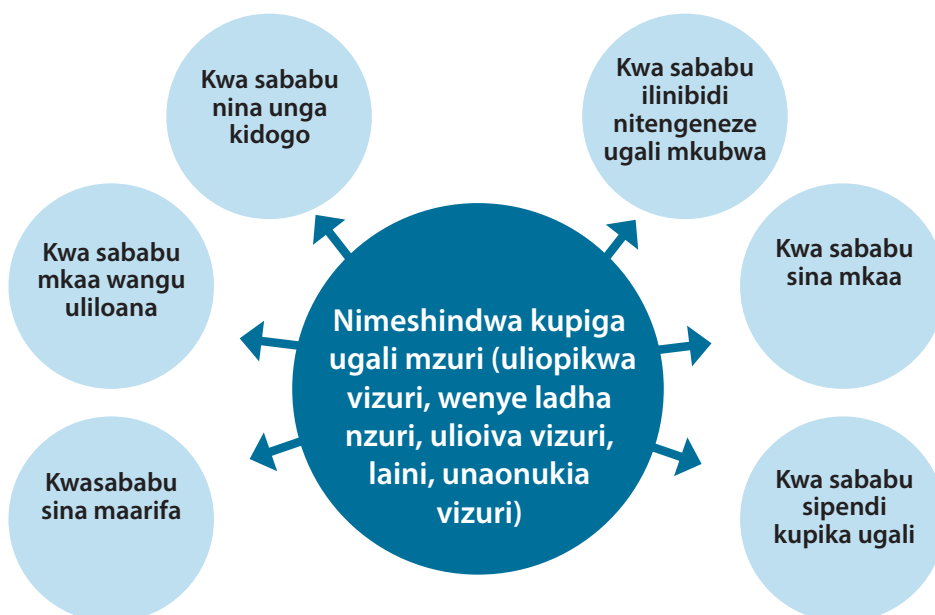 Kwa sababu
nina unga
kidogo
Kwa sababu
ilinibidi
nitengeneze
ugali mkubwa
Kwa sababu
mkaa wangu
uliloana
Kwa sababu
sina mkaa
Nimeshindwa kupiga
ugali mzuri (uliopikwa
vizuri, wenye ladha
nzuri, ulioiva vizuri,
laini, unaonukia
vizuri)
Kwasababu
sina maarifa
Kwa sababu
sipendi
kupika ugali